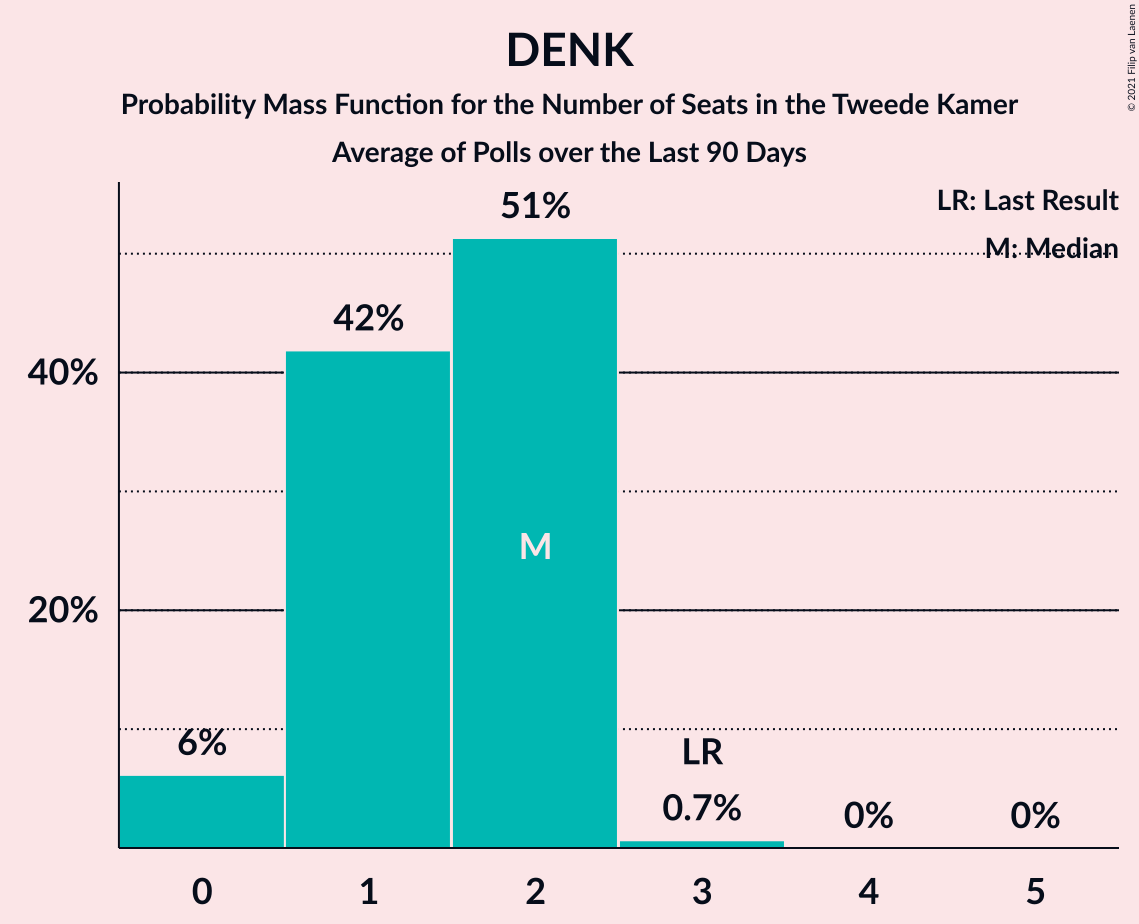 DENK
Probability Mass Function for the Number of Seats in the Tweede Kamer
Average of Polls over the Last 90 Days
© 2021 Filip van Laenen
LR: Last Result
M: Median
51%
42%
40%
M
20%
6%
LR
0.7%
0%
0%
0
1
2
3
4
5